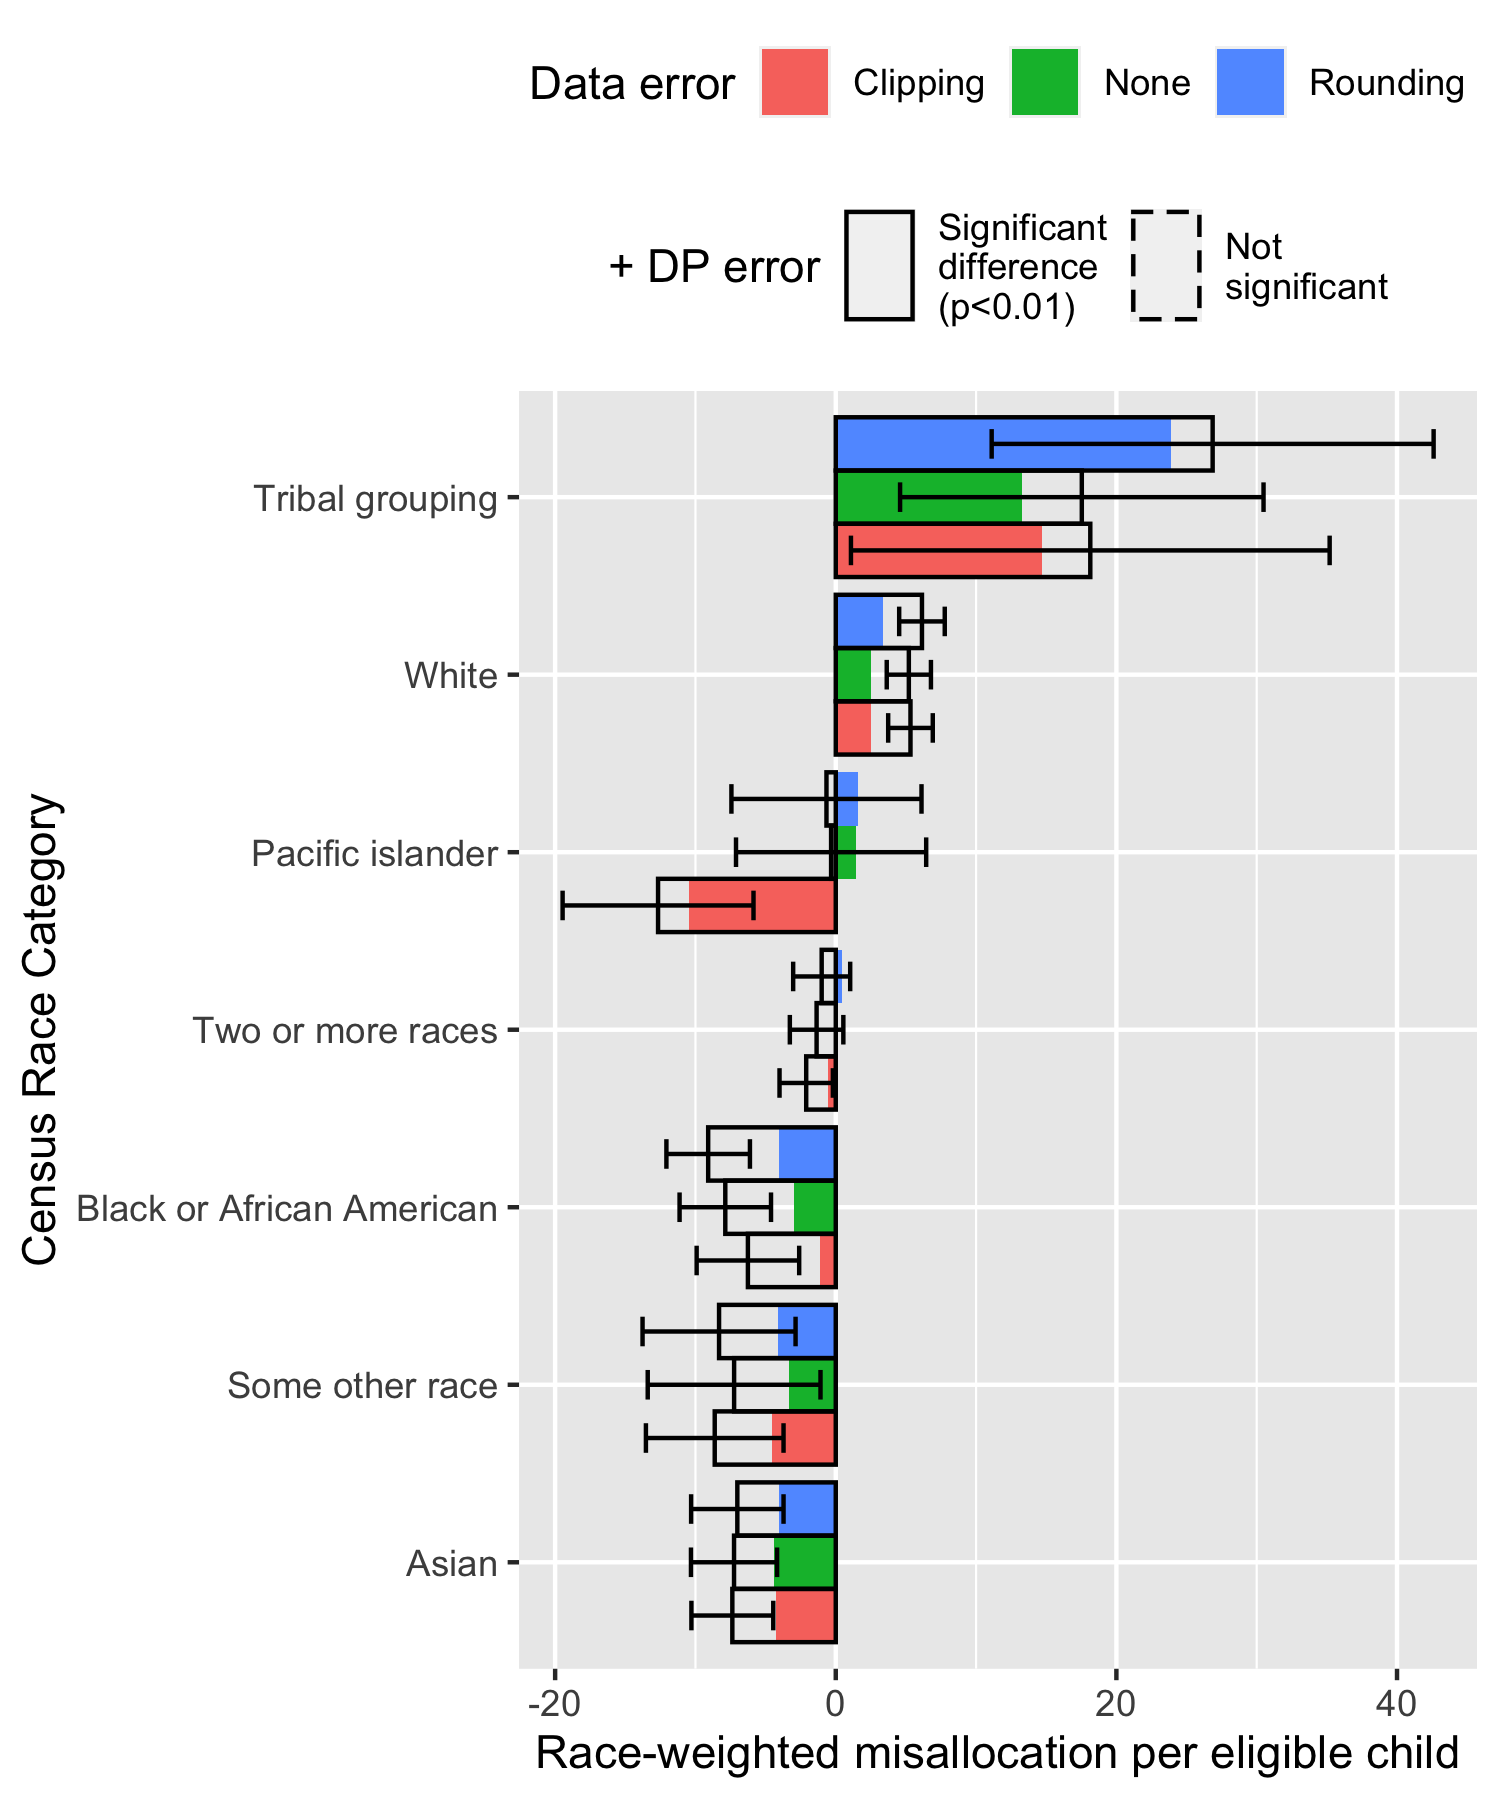 Data error Clipping None Rounding
+ DP error
Significant
difference
(p<0.01)
Not
significant
Census Race Category
Tribal grouping
White
Pacific islander
Two or more races
Black or African American
Some other race
Asian
-20 0 20 40
Race-weighted misallocation per eligible child